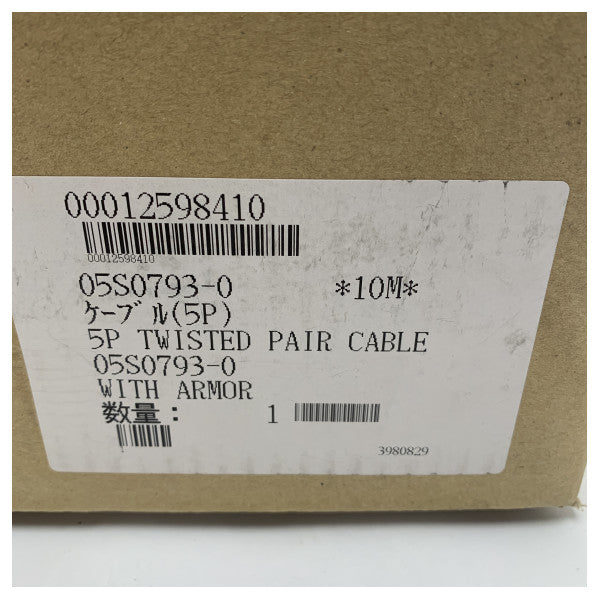 00012598410
00012598410
05S0793-0 *10M*
ｹｰﾌﾞﾙ(5P)
5P TWISTED PAIR CABLE
05S0793-0
WITH ARMOR
数量： 1
1
3980829